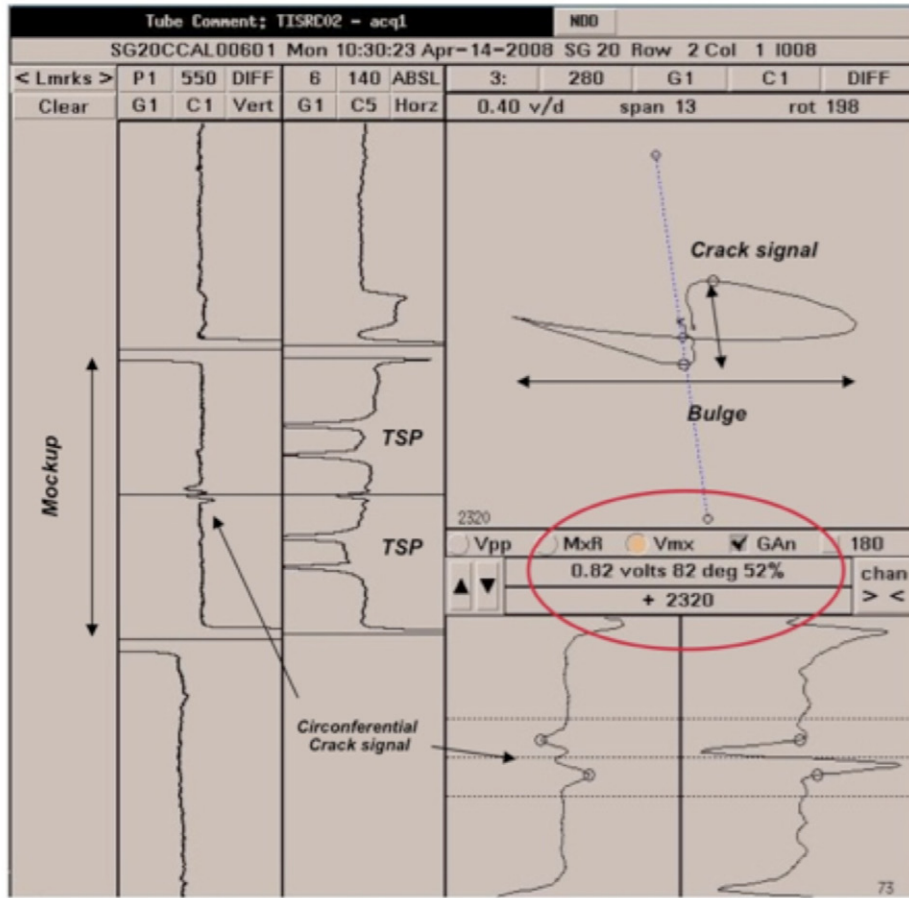 Tube Comment: TISRC02 - acq1 NDD
SG20CCAL00601 Mon 10:30:23 Apr-14-2008 SG 20 Row 2 Col 1 I008
< Lmrks > P1 550 DIFF 6 140 ABSL 3: 280 G1 C1 DIFF
Clear G1 C1 Vert G1 C5 Horz 0.40 v/d span 13 rot 198
Crack signal
Bulge
Mockup
TSP
TSP
2320
Vpp MxR Vmx GAn 180
0.82 volts 82 deg 52% chan
+ 2320 > <
Circonferential
Crack signal
73